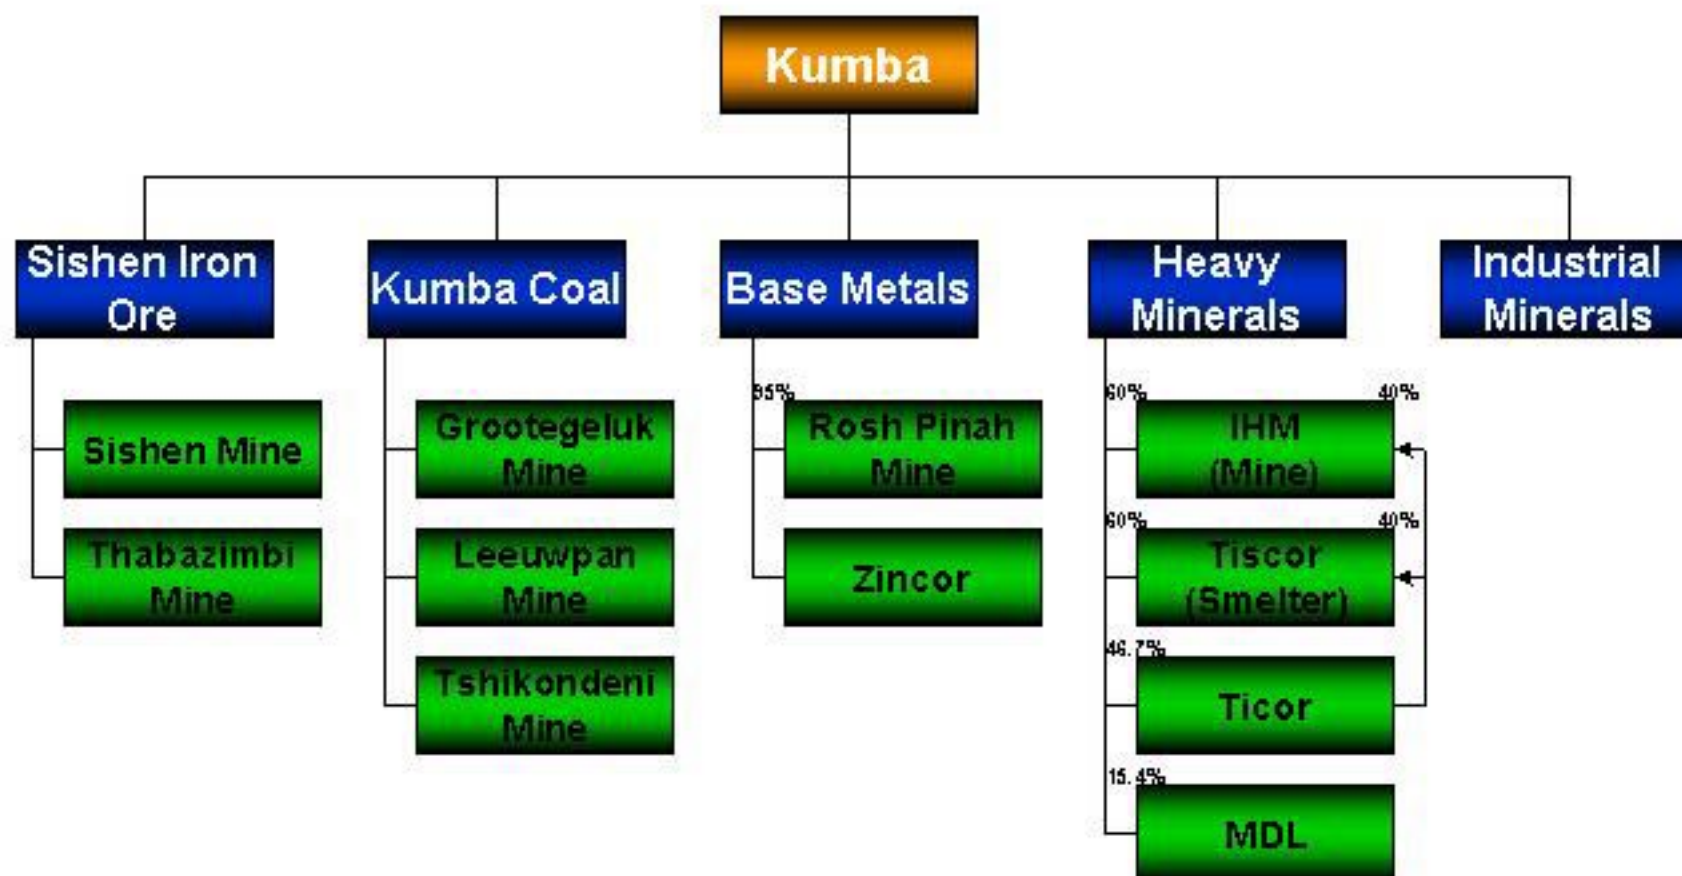 Kumba
Sishen Iron
Ore
Kumba Coal
Base Metals
Heavy
Minerals
Industrial
Minerals
Sishen Mine
Thabazimbi
Mine
Grootegeluk
Mine
Leeuwpan
Mine
Tshikondeni
Mine
95%
Rosh Pinah
Mine
Zincor
60%
40%
IHM
(Mine)
60%
40%
Tiscor
(Smelter)
46.7%
Ticor
15.4%
MDL